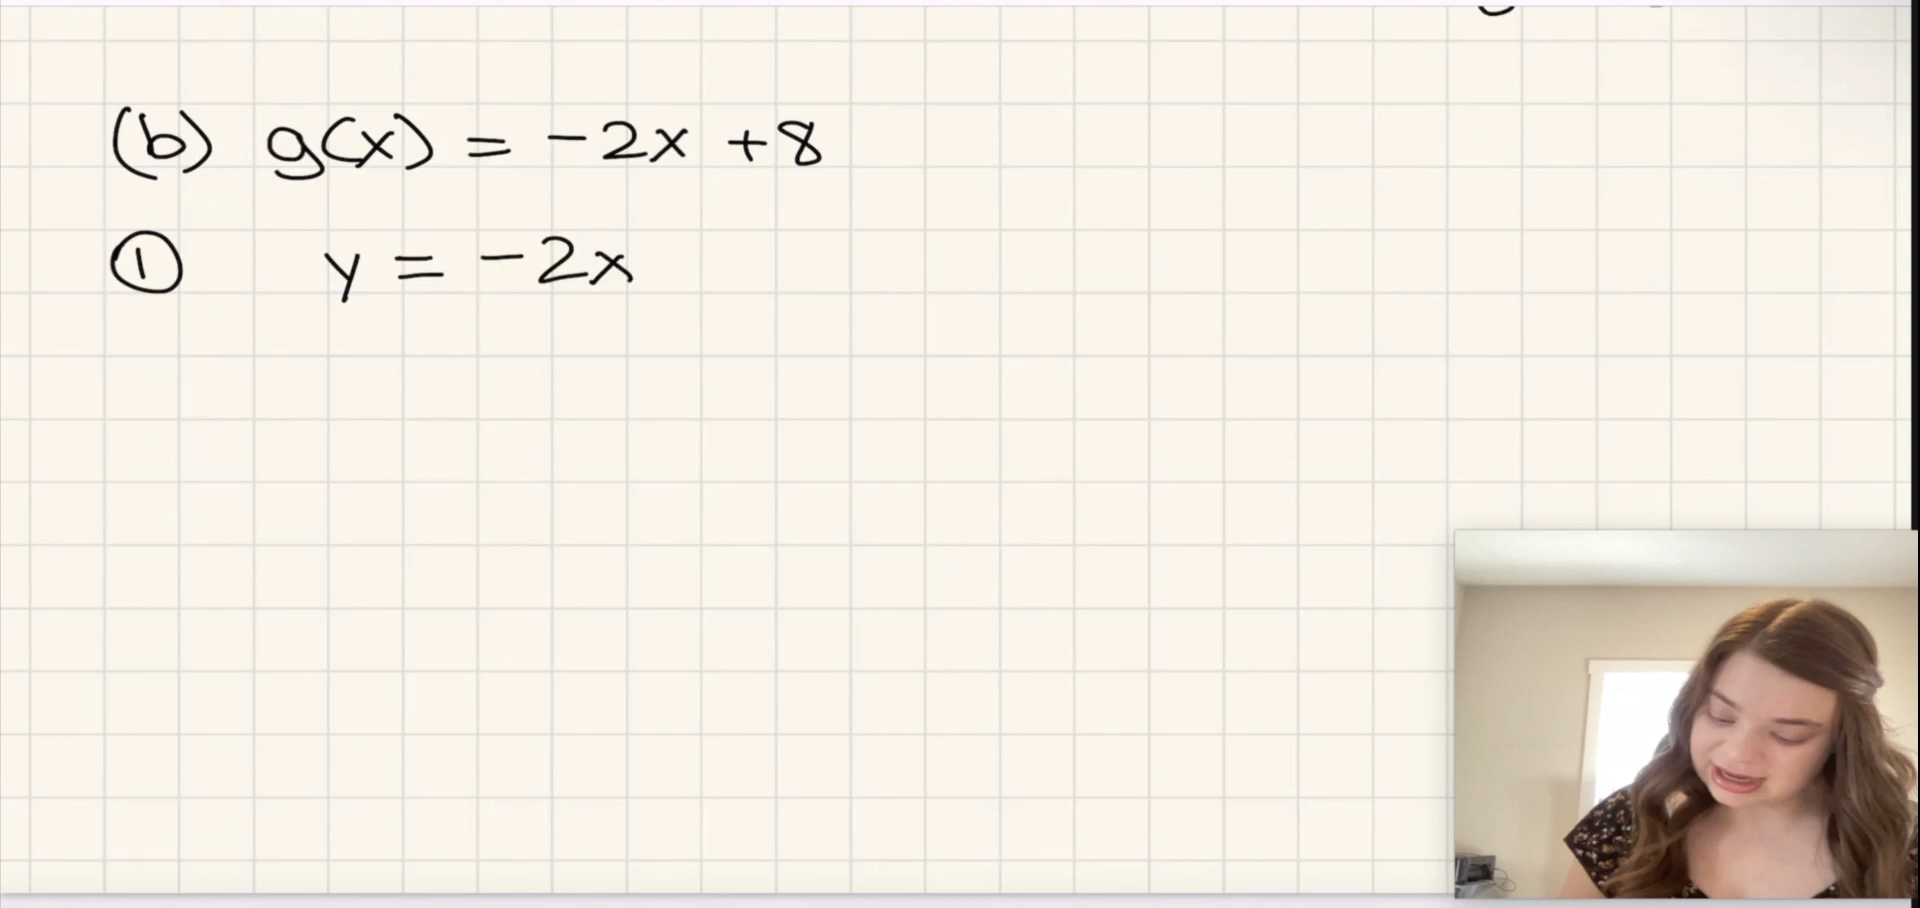 (b) g(x) = -2x +8
① y = -2x